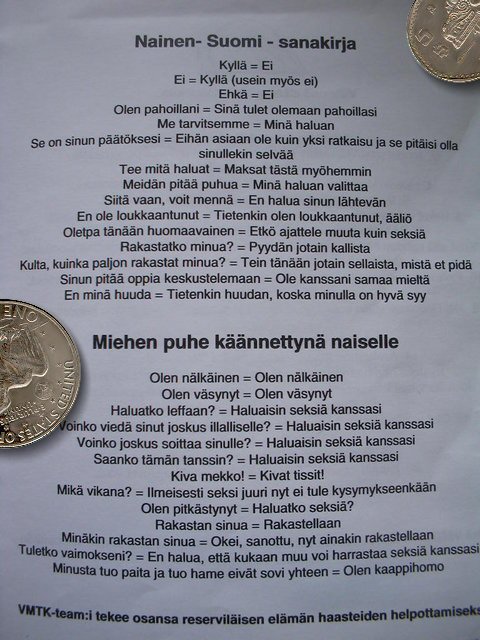 Nainen- Suomi - sanakirja
Kyllä = Ei
Ei = Kyllä (usein myös ei)
Ehkä = Ei
Olen pahoillani = Sinä tulet olemaan pahoillasi
Me tarvitsemme = Minä haluan
Se on sinun päätöksesi = Eihän asiaan ole kuin yksi ratkaisu ja se pitäisi olla
sinullekin selvää
Tee mitä haluat = Maksat tästä myöhemmin
Meidän pitää puhua = Minä haluan valittaa
Siitä vaan, voit mennä = En halua sinun lähtevän
En ole loukkaantunut = Tietenkin olen loukkaantunut, ääliö
Oletpa tänään huomaavainen = Etkö ajattele muuta kuin seksiä
Rakastatko minua? = Pyydän jotain kallista
Kulta, kuinka paljon rakastat minua? = Tein tänään jotain sellaista, mistä et pidä
Sinun pitää oppia keskustelemaan = Ole kanssani samaa mieltä
En minä huuda = Tietenkin huudan, koska minulla on hyvä syy
Miehen puhe käännettynä naiselle
Olen nälkäinen = Olen nälkäinen
Olen väsynyt = Olen väsynyt
Haluatko leffaan? = Haluaisin seksiä kanssasi
Voinko viedä sinut joskus illalliselle? = Haluaisin seksiä kanssasi
Voinko joskus soittaa sinulle? = Haluaisin seksiä kanssasi
Saanko tämän tanssin? = Haluaisin seksiä kanssasi
Kiva mekko! = Kivat tissit!
Mikä vikana? = Ilmeisesti seksi juuri nyt ei tule kysymykseenkään
Olen pitkästynyt = Haluatko seksiä?
Rakastan sinua = Rakastellaan
Minäkin rakastan sinua = Okei, sanottu, nyt ainakin rakastellaan
Tuletko vaimokseni? = En halua, että kukaan muu voi harrastaa seksiä kanssasi
Minusta tuo paita ja tuo hame eivät sovi yhteen = Olen kaappihomo
VMTK-team:i tekee osansa reserviläisen elämän haasteiden helpottamiseks
UNITED STATES O
ONE